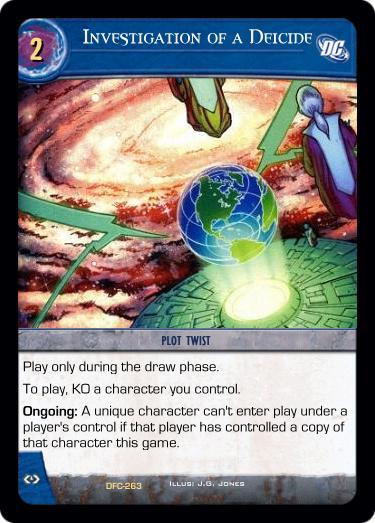 2
INVESTIGATION OF A DEICIDE
DC
PLOT TWIST
Play only during the draw phase.
To play, KO a character you control.
Ongoing: A unique character can't enter play under a
player's control if that player has controlled a copy of
that character this game.
DFC-263
ILLUS: J.G. JONES